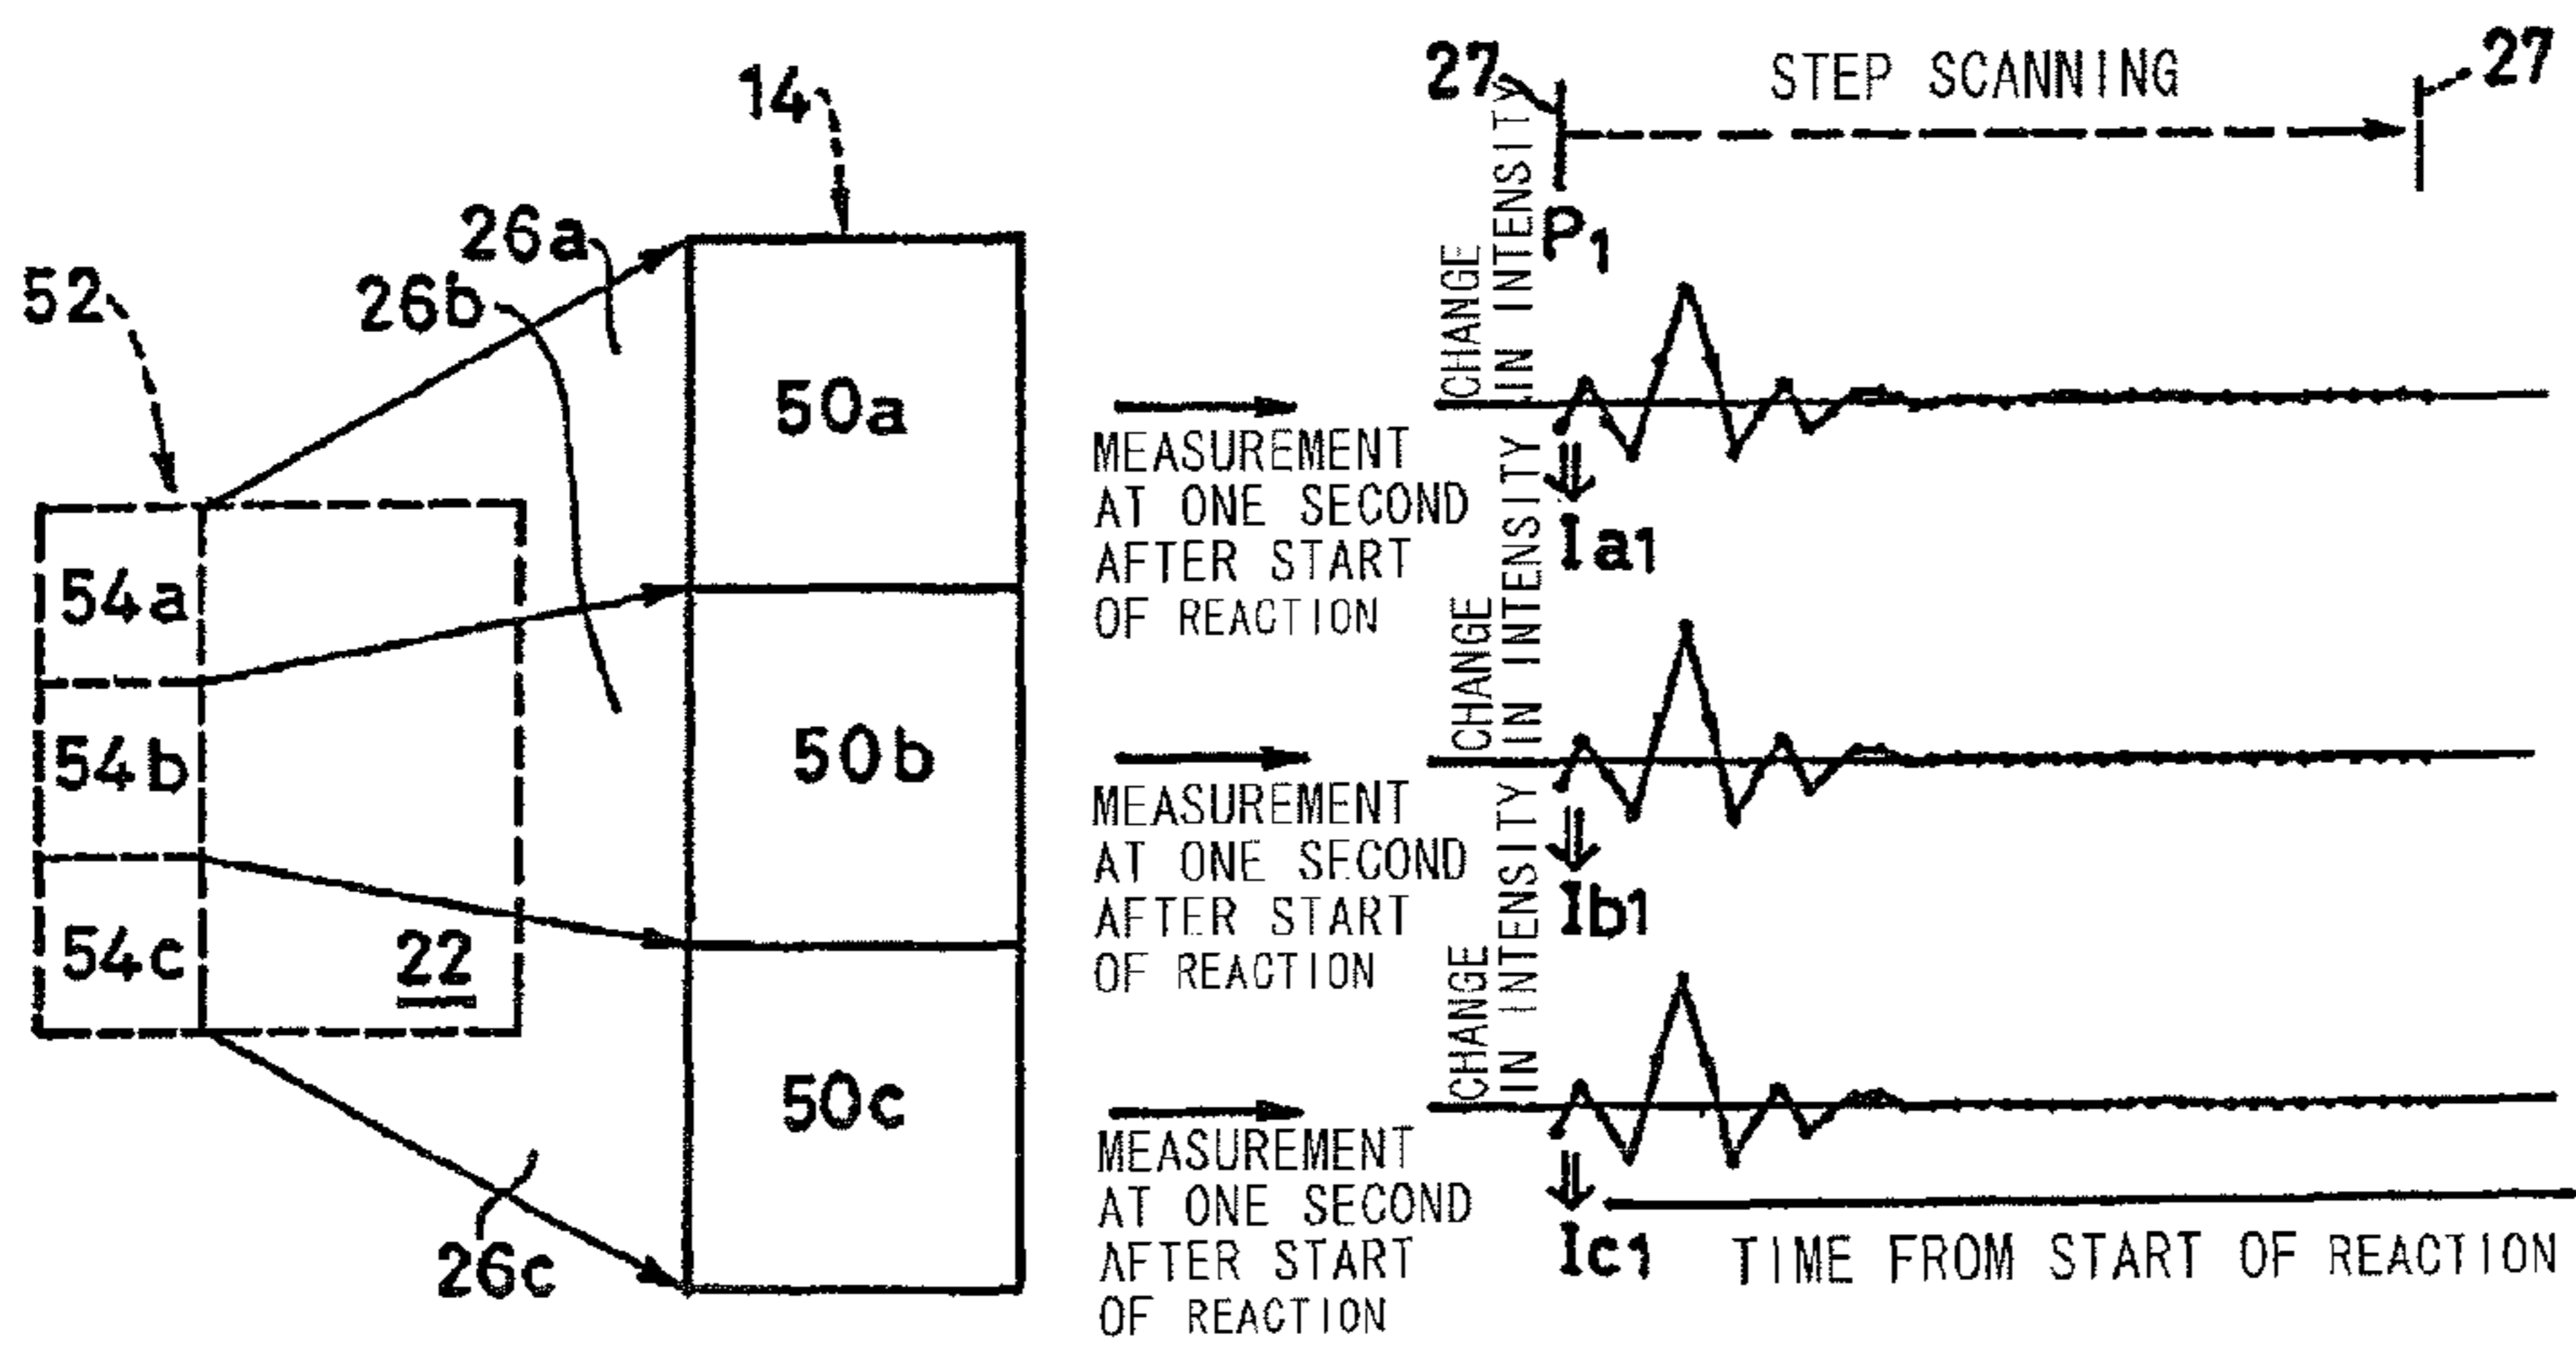 52
54a
54b
54c
22
26a
26b
26c
14
50a
50b
50c
MEASUREMENT
AT ONE SECOND
AFTER START
OF REACTION
MEASUREMENT
AT ONE SECOND
AFTER START
OF REACTION
MEASUREMENT
AT ONE SECOND
AFTER START
OF REACTION
27
STEP SCANNING
27
P1
CHANGE
IN INTENSITY
Ia1
CHANGE
IN INTENSITY
Ib1
CHANGE
IN INTENSITY
Ic1
TIME FROM START OF REACTION